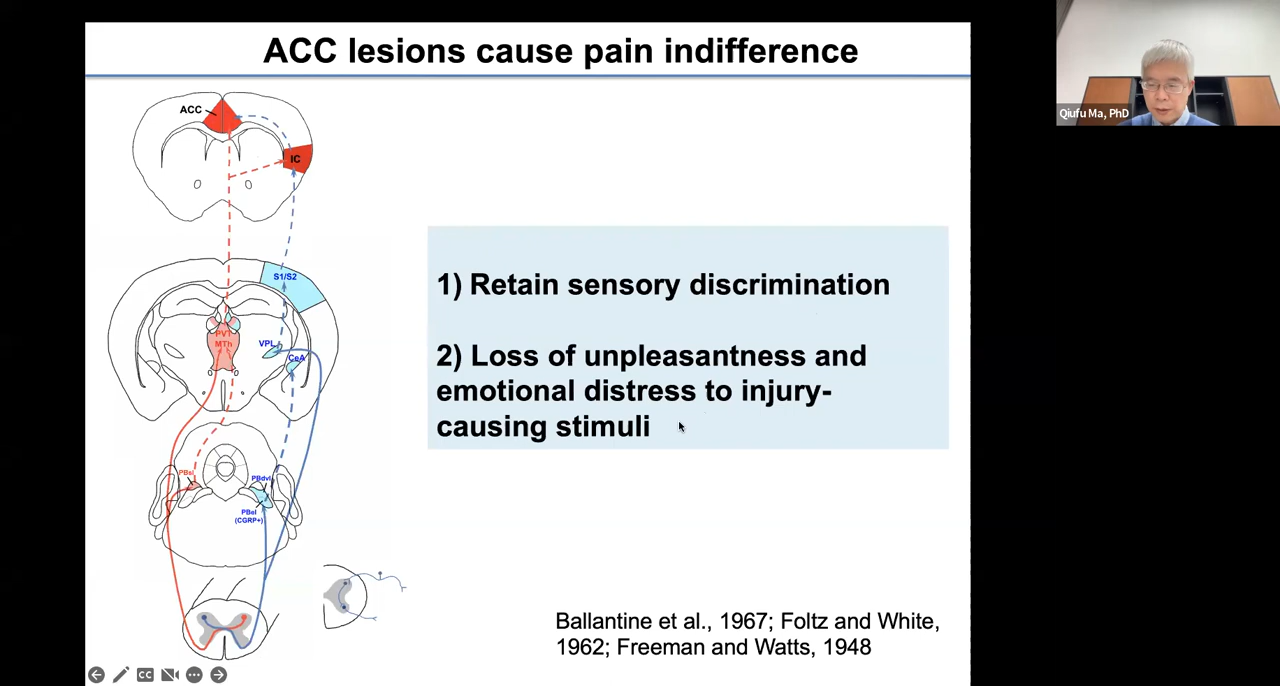 ACC lesions cause pain indifference
Qiufu Ma, PhD
ACC
IC
S1/S2
PVT
MTh
VPL
CeA
1) Retain sensory discrimination
2) Loss of unpleasantness and
emotional distress to injury-
causing stimuli
PBsl
PBdvl
PBel
(CGRP+)
Ballantine et al., 1967; Foltz and White,
1962; Freeman and Watts, 1948
CC